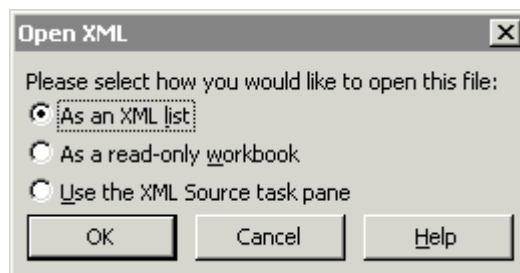 Open XML
Please select how you would like to open this file:
As an XML list
As a read-only workbook
Use the XML Source task pane
OK Cancel Help